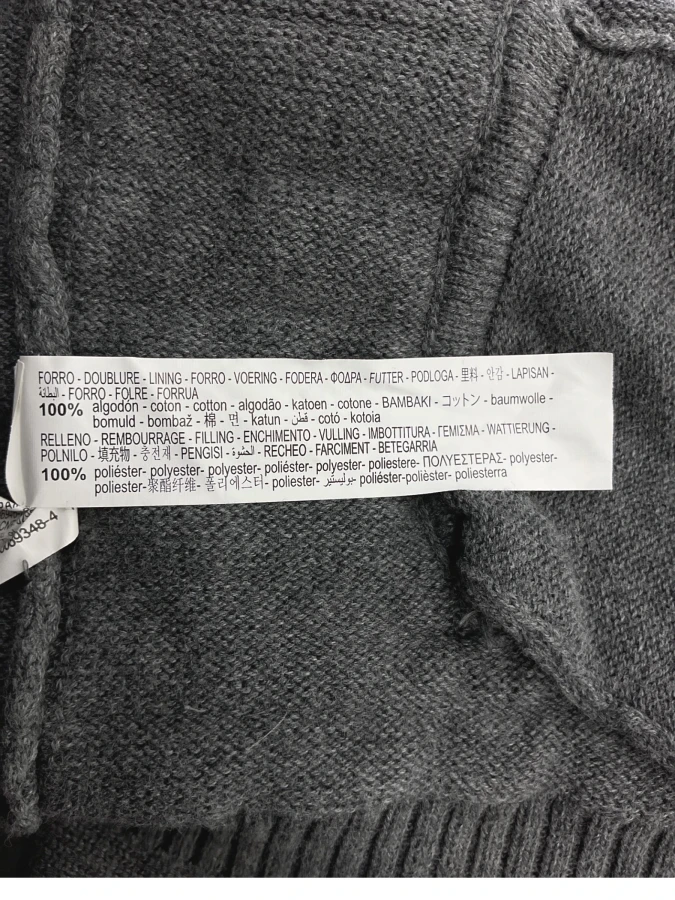 FORRO - DOUBLURE - LINING - FORRO - VOERING - FODERA - ΦΟΔΡΑ - FUTTER - PODLOGA - 里料 - 안감 - LAPISAN -
البطانة - FORRO - FOLRE - FORRUA
100% algodón - coton - cotton - algodão - katoen - cotone - BAMBAKI - コットン - baumwolle -
bomuld - bombaž - 棉 - 면 - katun - قطن - cotó - kotoia
RELLENO - REMBOURRAGE - FILLING - ENCHIMENTO - VULLING - IMBOTTITURA - ΓΕΜΙΣΜΑ - WATTIERUNG -
POLNILO - 填充物 - 충전재 - PENGISI - الحشوة - RECHEO - FARCIMENT - BETEGARRIA
100% poliéster- polyester- polyester- poliéster- polyester- poliestere- ΠΟΛΥΕΣΤΕΡΑΣ- polyester-
poliester- 聚酯纤维- 폴리에스터- poliester- بوليستير- poliéster-polièster- poliesterra
89348-4